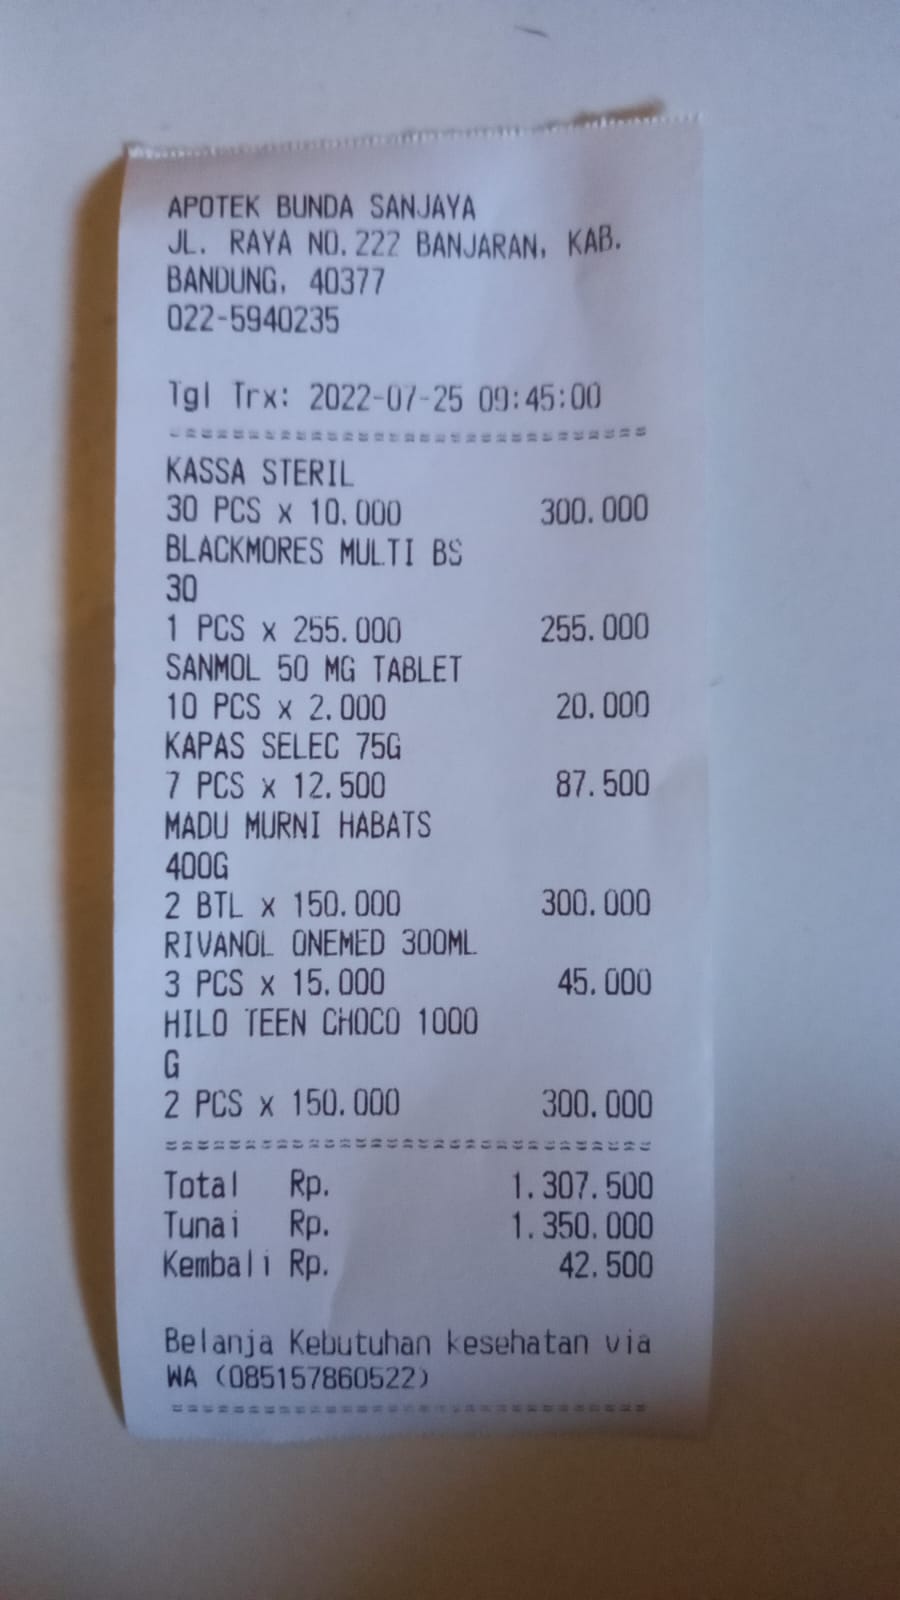 APOTEK BUNDA SANJAYA
JL. RAYA NO.222 BANJARAN, KAB.
BANDUNG, 40377
022-5940235
Tgl Trx: 2022-07-25 09:45:00
==============================
KASSA STERIL
30 PCS x 10.000 300.000
BLACKMORES MULTI BS
30
1 PCS x 255.000 255.000
SANMOL 50 MG TABLET
10 PCS x 2.000 20.000
KAPAS SELEC 75G
7 PCS x 12.500 87.500
MADU MURNI HABATS
400G
2 BTL x 150.000 300.000
RIVANOL ONEMED 300ML
3 PCS x 15.000 45.000
HILO TEEN CHOCO 1000
G
2 PCS x 150.000 300.000
==============================
Total Rp. 1.307.500
Tunai Rp. 1.350.000
Kembali Rp. 42.500
Belanja Kebutuhan kesehatan via
WA (085157860522)
==============================